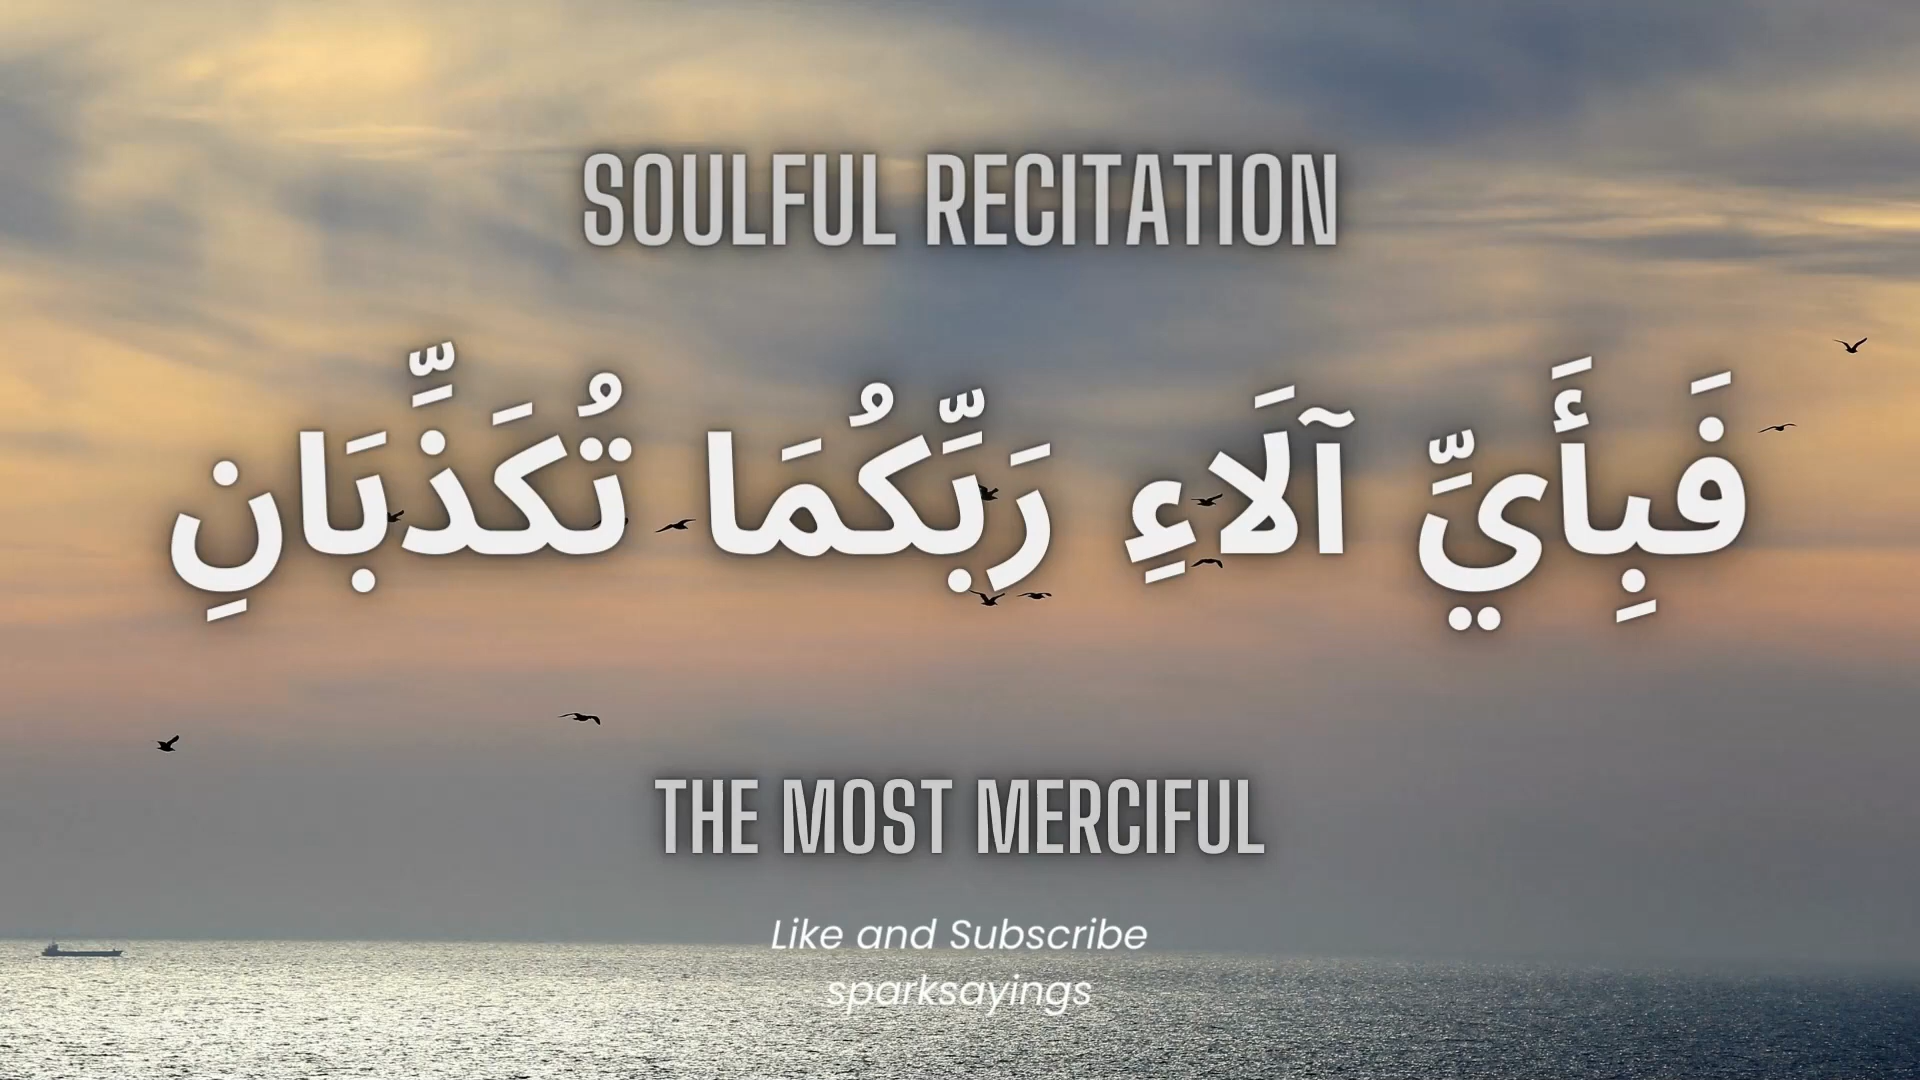 SOULFUL RECITATION
فَبِأَيِّ آلَاءِ رَبِّكُمَا تُكَذِّبَانِ
THE MOST MERCIFUL
Like and Subscribe
sparksayings